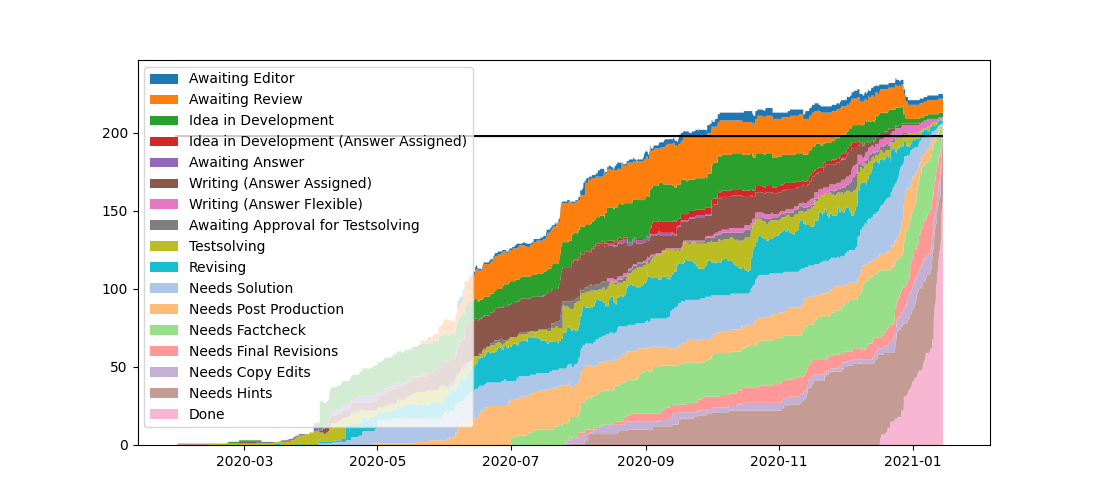 Awaiting Editor
Awaiting Review
Idea in Development
Idea in Development (Answer Assigned)
Awaiting Answer
Writing (Answer Assigned)
Writing (Answer Flexible)
Awaiting Approval for Testsolving
Testsolving
Revising
Needs Solution
Needs Post Production
Needs Factcheck
Needs Final Revisions
Needs Copy Edits
Needs Hints
Done
200
150
100
50
0
2020-03 2020-05 2020-07 2020-09 2020-11 2021-01